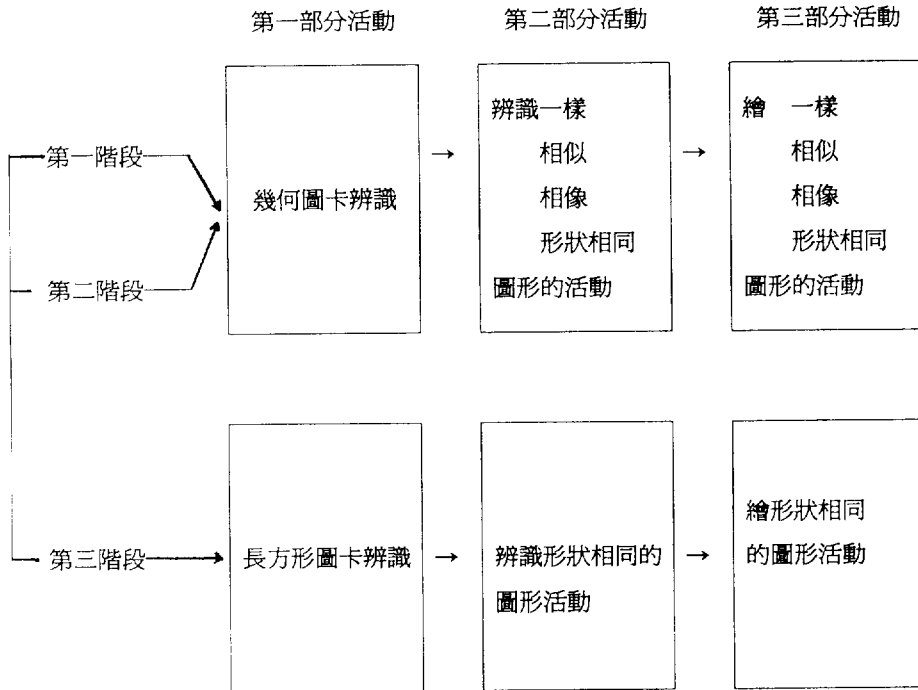 第一部分活動 第二部分活動 第三部分活動
第一階段
第二階段
幾何圖卡辨識
→
辨識一樣
相似
相像
形狀相同
圖形的活動
→
繪 一樣
相似
相像
形狀相同
圖形的活動
第三階段
長方形圖卡辨識
→
辨識形狀相同的
圖形活動
→
繪形狀相同
的圖形活動